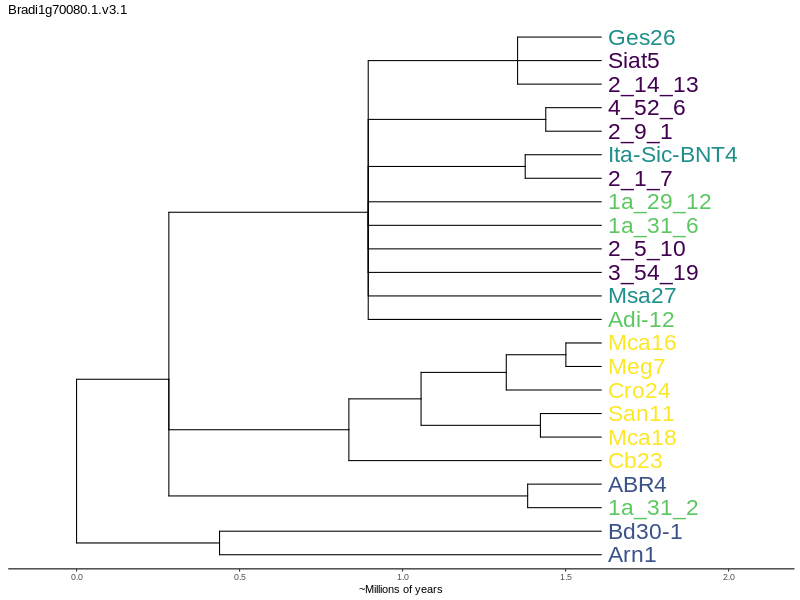 Bradi1g70080.1.v3.1
Ges26
Siat5
2_14_13
4_52_6
2_9_1
Ita-Sic-BNT4
2_1_7
1a_29_12
1a_31_6
2_5_10
3_54_19
Msa27
Adi-12
Mca16
Meg7
Cro24
San11
Mca18
Cb23
ABR4
1a_31_2
Bd30-1
Arn1
0.0 0.5 1.0 1.5 2.0
~Millions of years